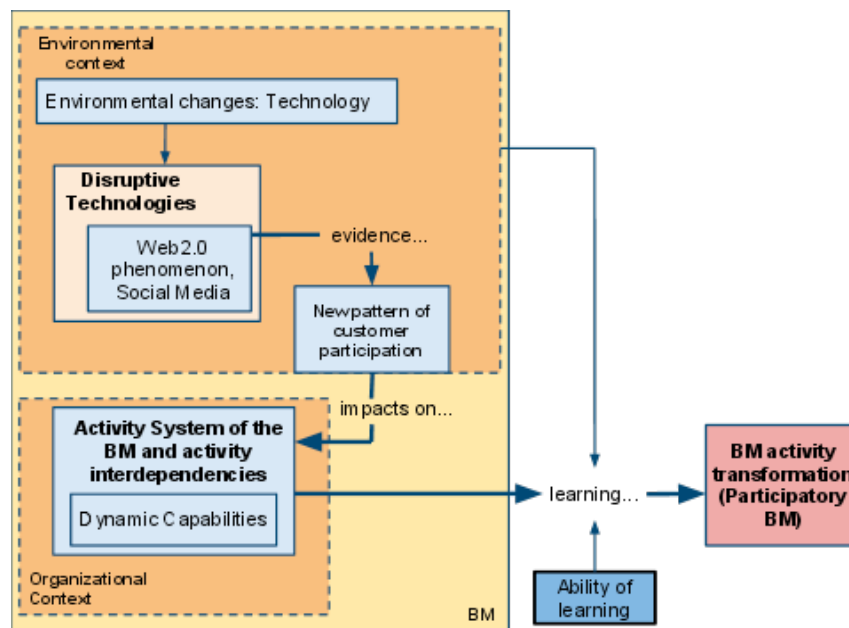 Environmental
context
Environmental changes: Technology
Disruptive
Technologies
Web2.0
phenomenon,
Social Media
evidence...
Newpattern of
customer
participation
impacts on...
Activity System of the
BM and activity
interdependencies
Dynamic Capabilities
Organizational
Context
BM
learning...
Ability of
learning
BM activity
transformation
(Participatory
BM)